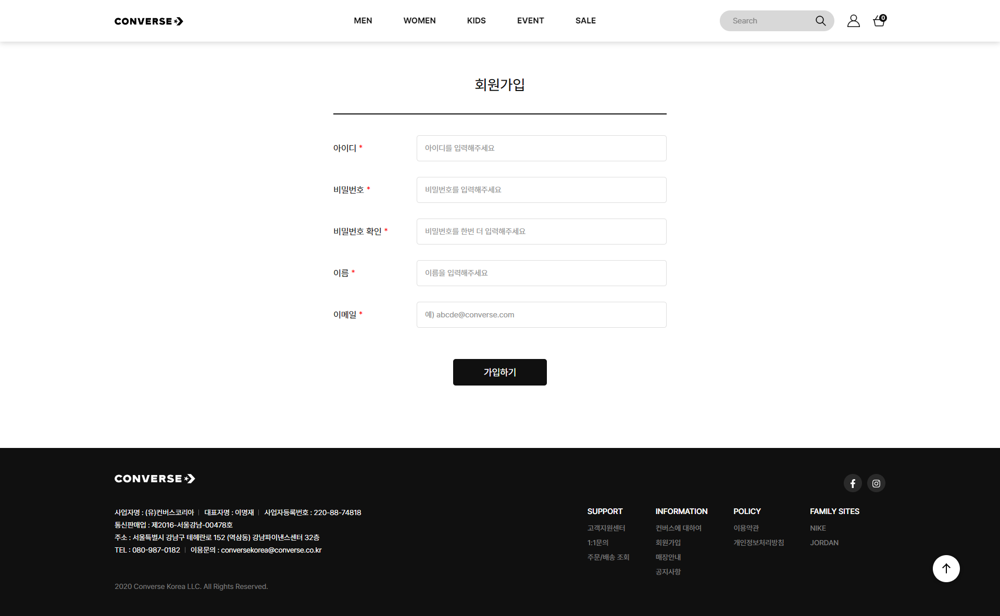 CONVERSE
MEN WOMEN KIDS EVENT SALE
Search
0
회원가입
아이디 *
아이디를 입력해주세요
비밀번호 *
비밀번호를 입력해주세요
비밀번호 확인 *
비밀번호를 한번 더 입력해주세요
이름 *
이름을 입력해주세요
이메일 *
예) abcde@converse.com
가입하기
CONVERSE
사업자명 : (유)컨버스코리아 | 대표자명 : 이명재 | 사업자등록번호 : 220-88-74818
통신판매업 : 제2016-서울강남-00478호
주소 : 서울특별시 강남구 테헤란로 152 (역삼동) 강남파이낸스센터 32층
TEL : 080-987-0182 | 이용문의 : conversekorea@converse.co.kr
2020 Converse Korea LLC. All Rights Reserved.
SUPPORT
고객지원센터
1:1문의
주문/배송 조회
INFORMATION
컨버스에 대하여
회원가입
매장안내
공지사항
POLICY
이용약관
개인정보처리방침
FAMILY SITES
NIKE
JORDAN